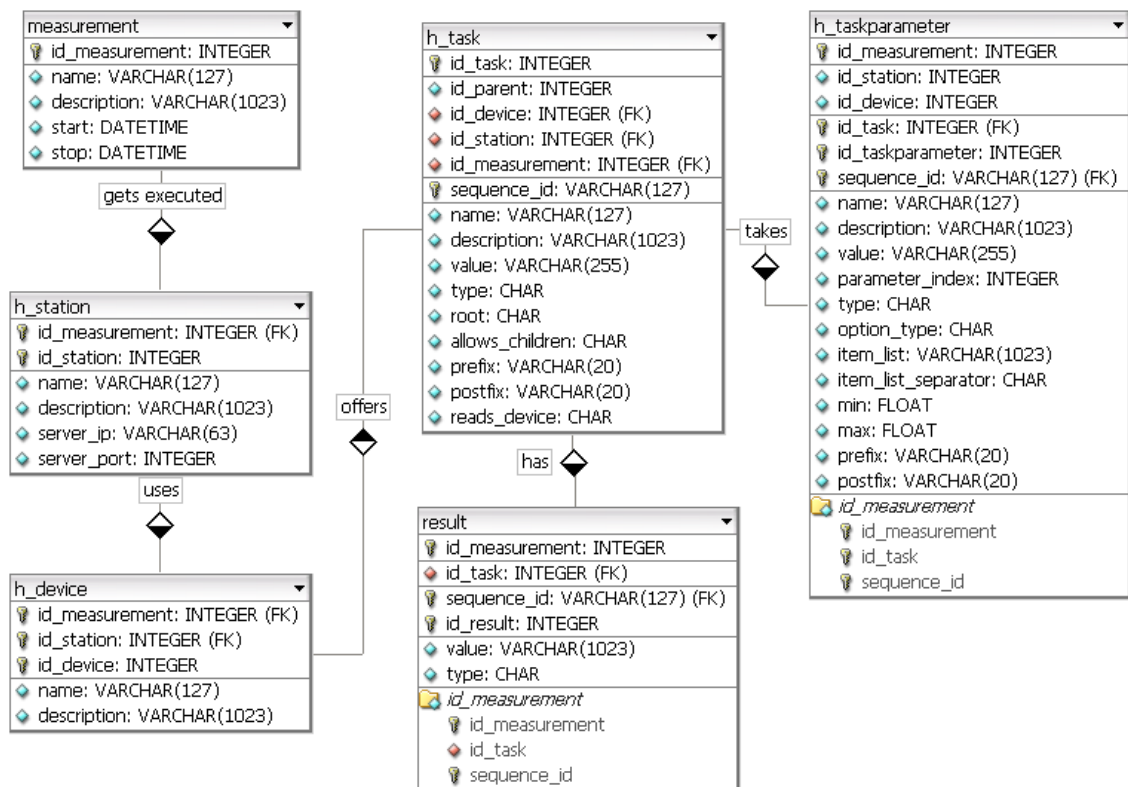 measurement
id_measurement: INTEGER
name: VARCHAR(127)
description: VARCHAR(1023)
start: DATETIME
stop: DATETIME
gets executed
h_station
id_measurement: INTEGER (FK)
id_station: INTEGER
name: VARCHAR(127)
description: VARCHAR(1023)
server_ip: VARCHAR(63)
server_port: INTEGER
uses
h_device
id_measurement: INTEGER (FK)
id_station: INTEGER (FK)
id_device: INTEGER
name: VARCHAR(127)
description: VARCHAR(1023)
offers
h_task
id_task: INTEGER
id_parent: INTEGER
id_device: INTEGER (FK)
id_station: INTEGER (FK)
id_measurement: INTEGER (FK)
sequence_id: VARCHAR(127)
name: VARCHAR(127)
description: VARCHAR(1023)
value: VARCHAR(255)
type: CHAR
root: CHAR
allows_children: CHAR
prefix: VARCHAR(20)
postfix: VARCHAR(20)
reads_device: CHAR
has
result
id_measurement: INTEGER
id_task: INTEGER (FK)
sequence_id: VARCHAR(127) (FK)
id_result: INTEGER
value: VARCHAR(1023)
type: CHAR
id_measurement
id_measurement
id_task
sequence_id
takes
h_taskparameter
id_measurement: INTEGER
id_station: INTEGER
id_device: INTEGER
id_task: INTEGER (FK)
id_taskparameter: INTEGER
sequence_id: VARCHAR(127) (FK)
name: VARCHAR(127)
description: VARCHAR(1023)
value: VARCHAR(255)
parameter_index: INTEGER
type: CHAR
option_type: CHAR
item_list: VARCHAR(1023)
item_list_separator: CHAR
min: FLOAT
max: FLOAT
prefix: VARCHAR(20)
postfix: VARCHAR(20)
id_measurement
id_measurement
id_task
sequence_id